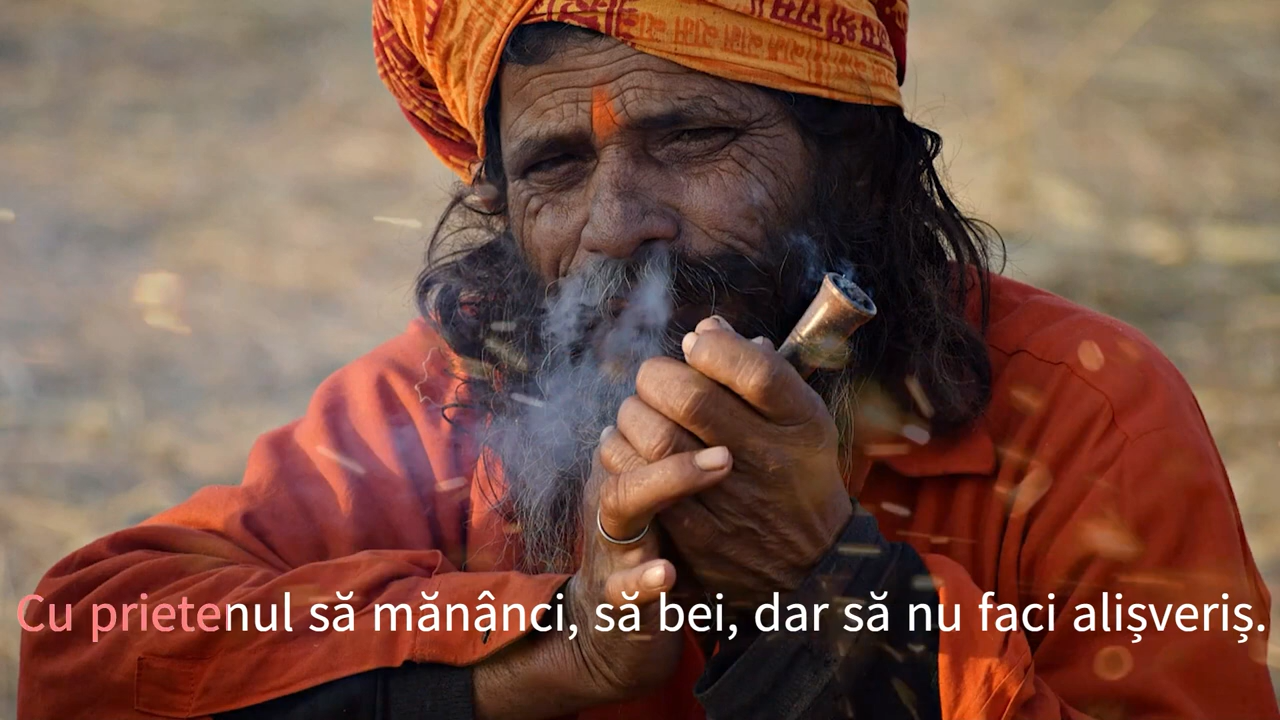 Cu prietenul să mănânci, să bei, dar să nu faci alișveriș.